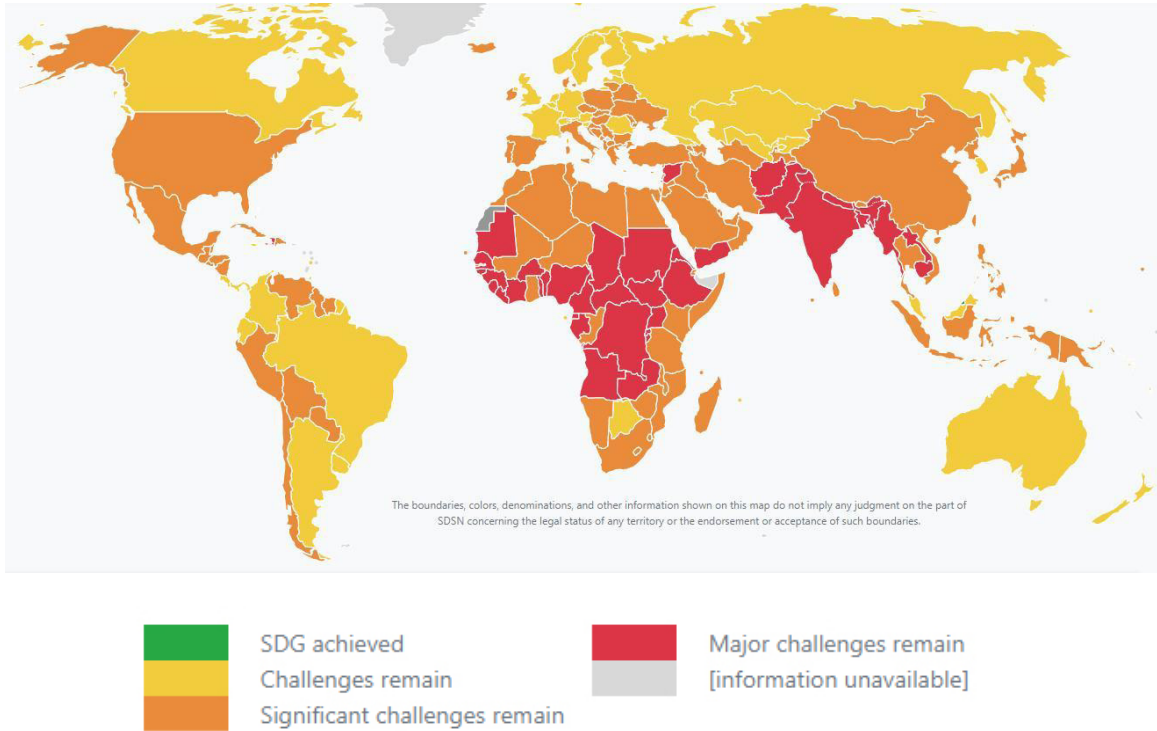 The boundaries, colors, denominations, and other information shown on this map do not imply any judgment on the part of
SDSN concerning the legal status of any territory or the endorsement or acceptance of such boundaries.
SDG achieved
Challenges remain
Significant challenges remain
Major challenges remain
[information unavailable]